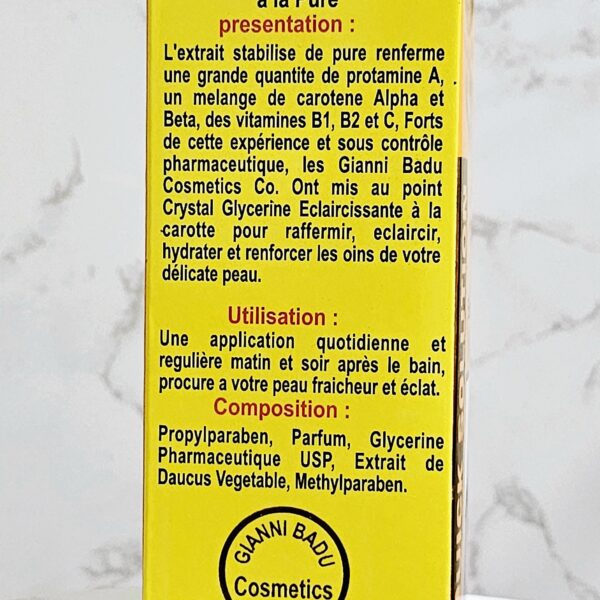 à la Pure
presentation :
L'extrait stabilise de pure renferme
une grande quantite de protamine A,
un melange de carotene Alpha et
Beta, des vitamines B1, B2 et C, Forts
de cette expérience et sous contrôle
pharmaceutique, les Gianni Badu
Cosmetics Co. Ont mis au point
Crystal Glycerine Eclaircissante à la
carotte pour raffermir, eclaircir,
hydrater et renforcer les oins de votre
délicate peau.
Utilisation :
Une application quotidienne et
regulière matin et soir après le bain,
procure a votre peau fraicheur et éclat.
Composition :
Propylparaben, Parfum, Glycerine
Pharmaceutique USP, Extrait de
Daucus Vegetable, Methylparaben.
GIANNI BADU
Cosmetics